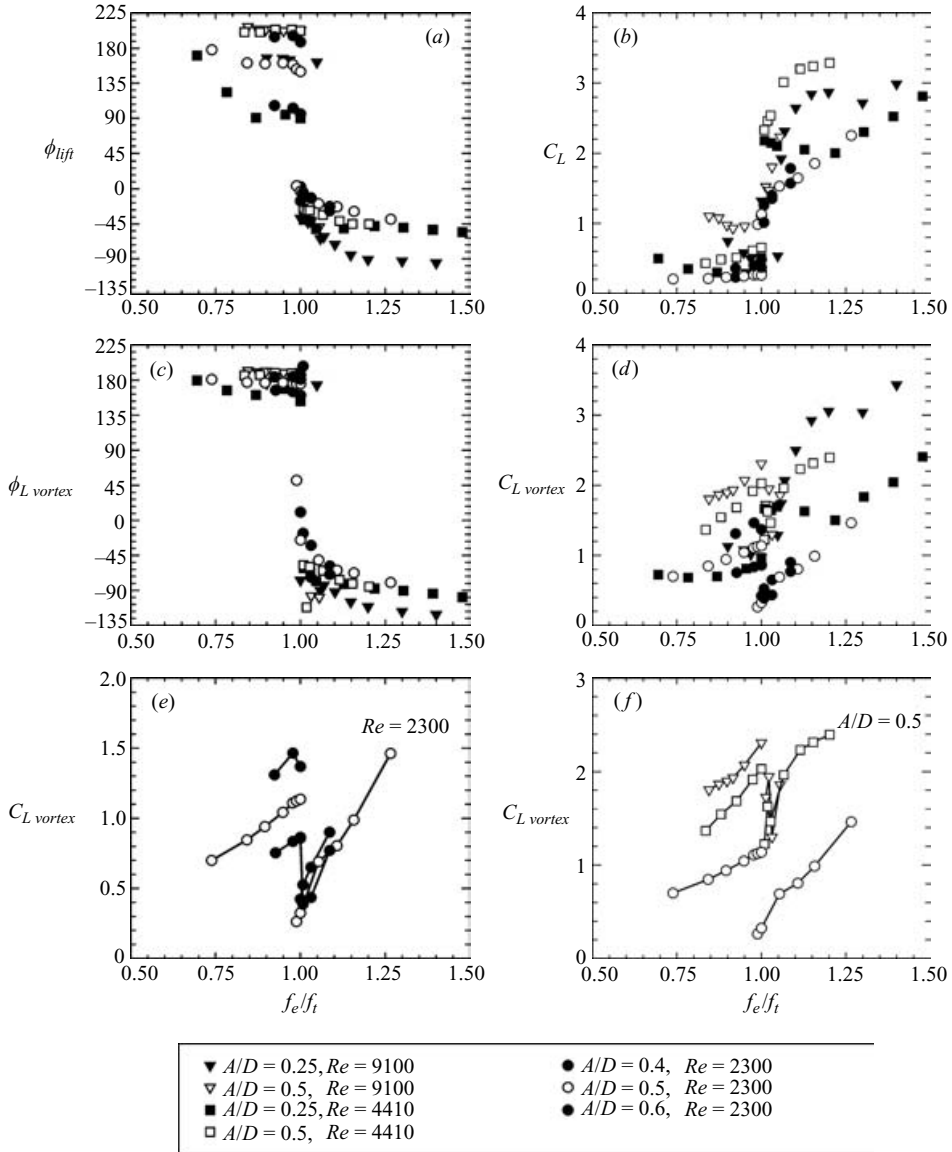 225
180
135
90
45
0
−45
−90
−135
ϕlift
(a)
0.50 0.75 1.00 1.25 1.50
4
3
2
1
0
CL
(b)
0.50 0.75 1.00 1.25 1.50
225
180
135
90
45
0
−45
−90
−135
ϕL vortex
(c)
0.50 0.75 1.00 1.25 1.50
4
3
2
1
0
CL vortex
(d)
0.50 0.75 1.00 1.25 1.50
2.0
1.5
1.0
0.5
0
CL vortex
(e)
Re = 2300
0.50 0.75 1.00 1.25 1.50
fe/ft
3
2
1
0
CL vortex
(f)
A/D = 0.5
0.50 0.75 1.00 1.25 1.50
fe/ft
A/D = 0.25, Re = 9100
A/D = 0.5, Re = 9100
A/D = 0.25, Re = 4410
A/D = 0.5, Re = 4410
A/D = 0.4, Re = 2300
A/D = 0.5, Re = 2300
A/D = 0.6, Re = 2300